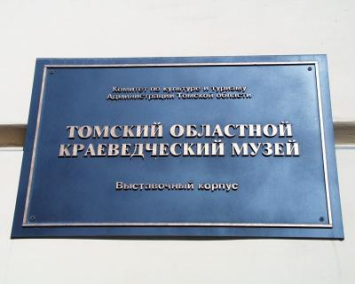 Комитет по культуре и туризму
Администрации Томской области
ТОМСКИЙ ОБЛАСТНОЙ
КРАЕВЕДЧЕСКИЙ МУЗЕЙ
Выставочный корпус